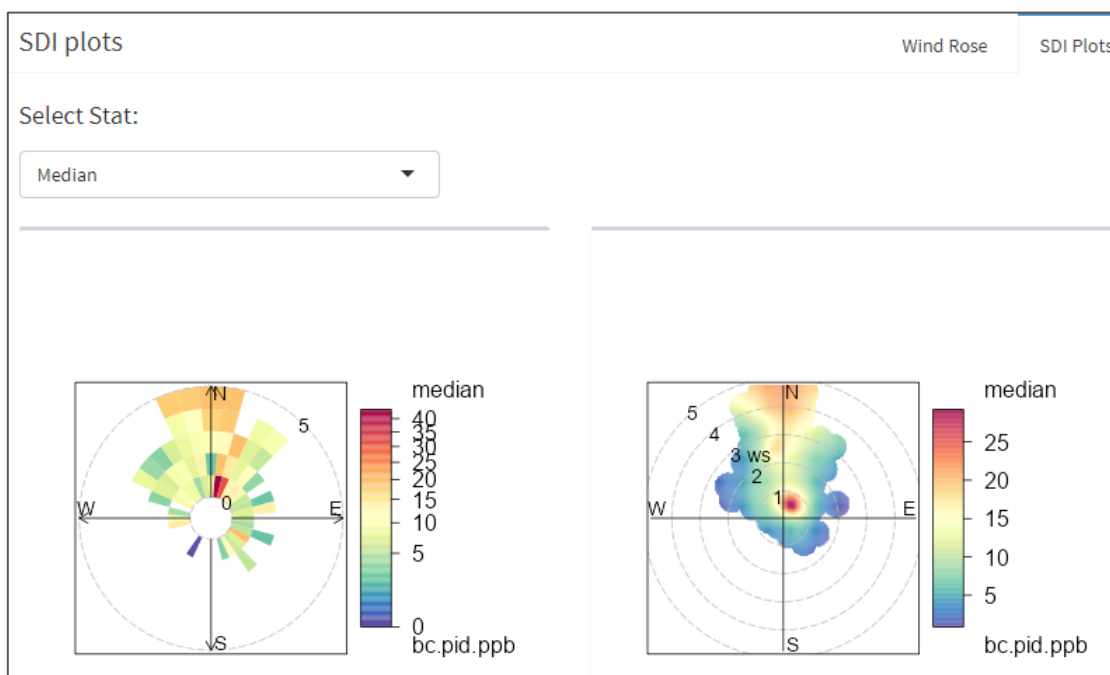 SDI plots
Wind Rose
SDI Plots
Select Stat:
Median
N
5
W
0
E
S
median
40
35
30
25
20
15
10
5
0
bc.pid.ppb
N
5
4
3 ws
2
1
W
E
S
median
25
20
15
10
5
bc.pid.ppb